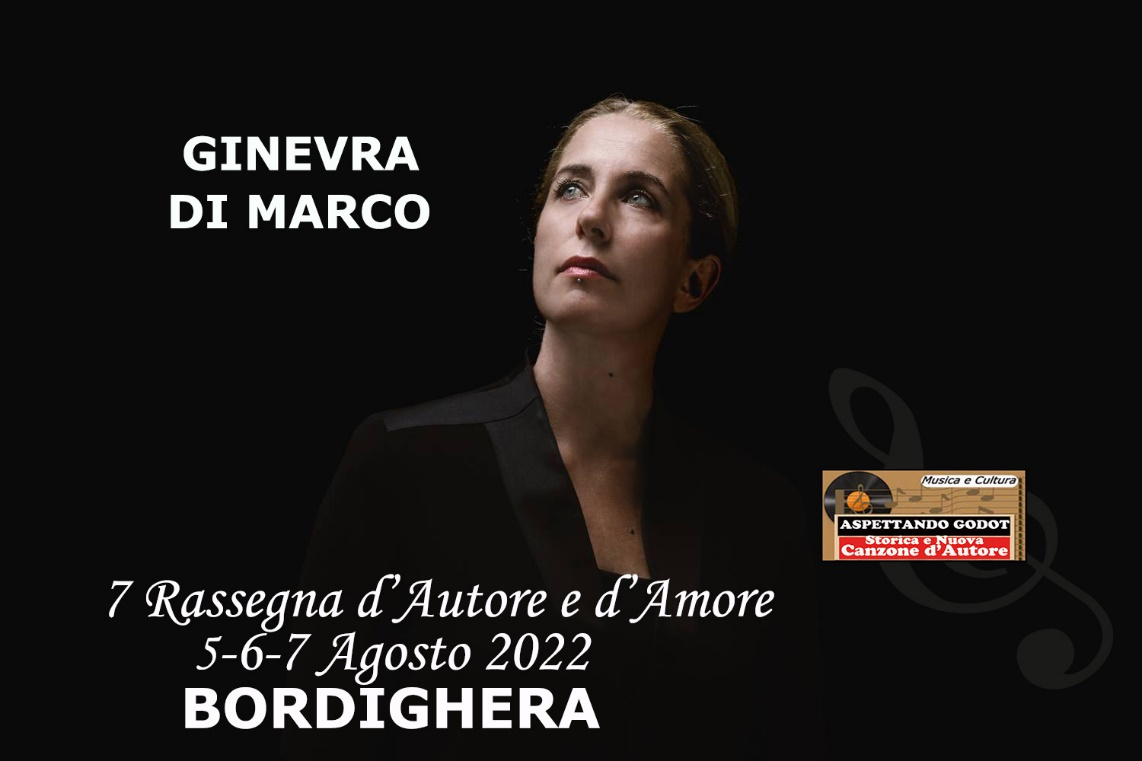 GINEVRA
DI MARCO
Musica e Cultura
ASPETTANDO GODOT
Storica e Nuova
Canzone d'Autore
7 Rassegna d'Autore e d'Amore
5-6-7 Agosto 2022
BORDIGHERA